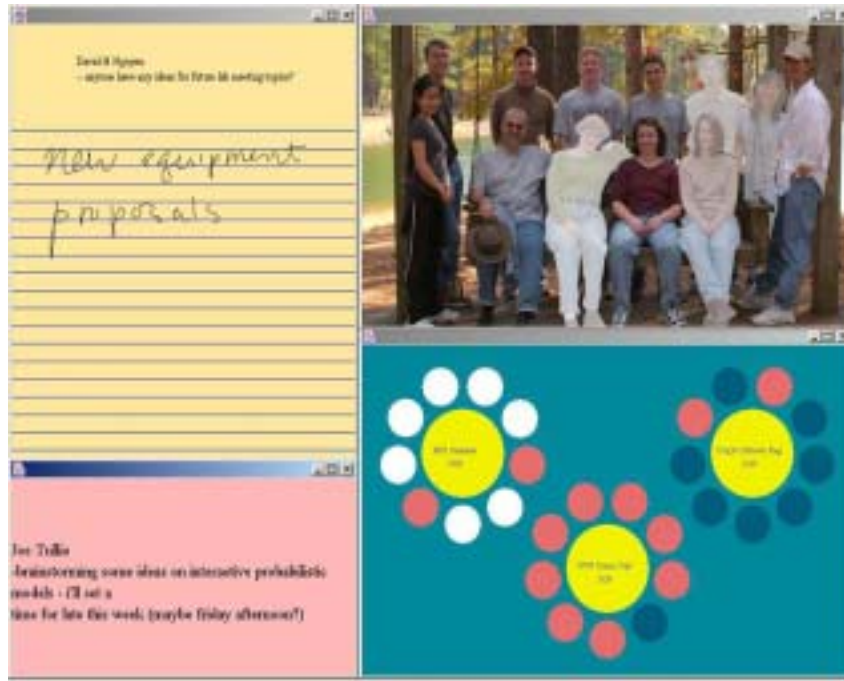 David H Nguyen
- anyone have any ideas for future lab meeting topics?
new equipment
proposals
Joe Tullio
-brainstorming some ideas on interactive probabilistic
models - i'll set a
time for late this week (maybe friday afternoon?)